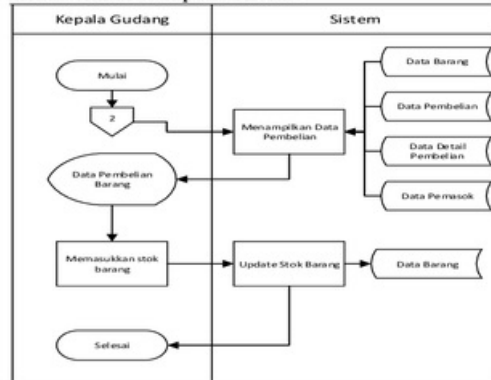 Kepala Gudang
Sistem
Mulai
2
Menampilkan Data
Pembelian
Data Barang
Data Pembelian
Data Detail
Pembelian
Data Pemasok
Data Pembelian
Barang
Memasukkan stok
barang
Update Stok Barang
Data Barang
Selesai